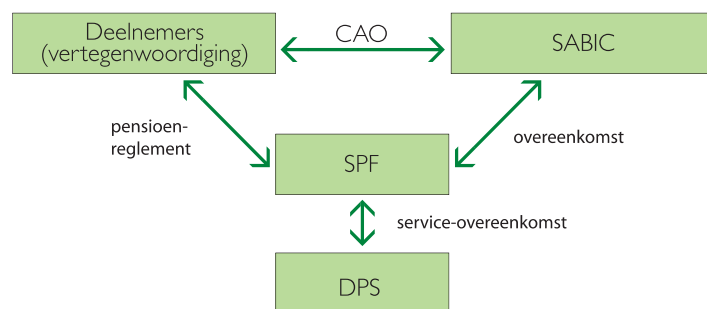 Deelnemers
(vertegenwoordiging)
CAO
SABIC
pensioen-
reglement
overeenkomst
SPF
service-overeenkomst
DPS